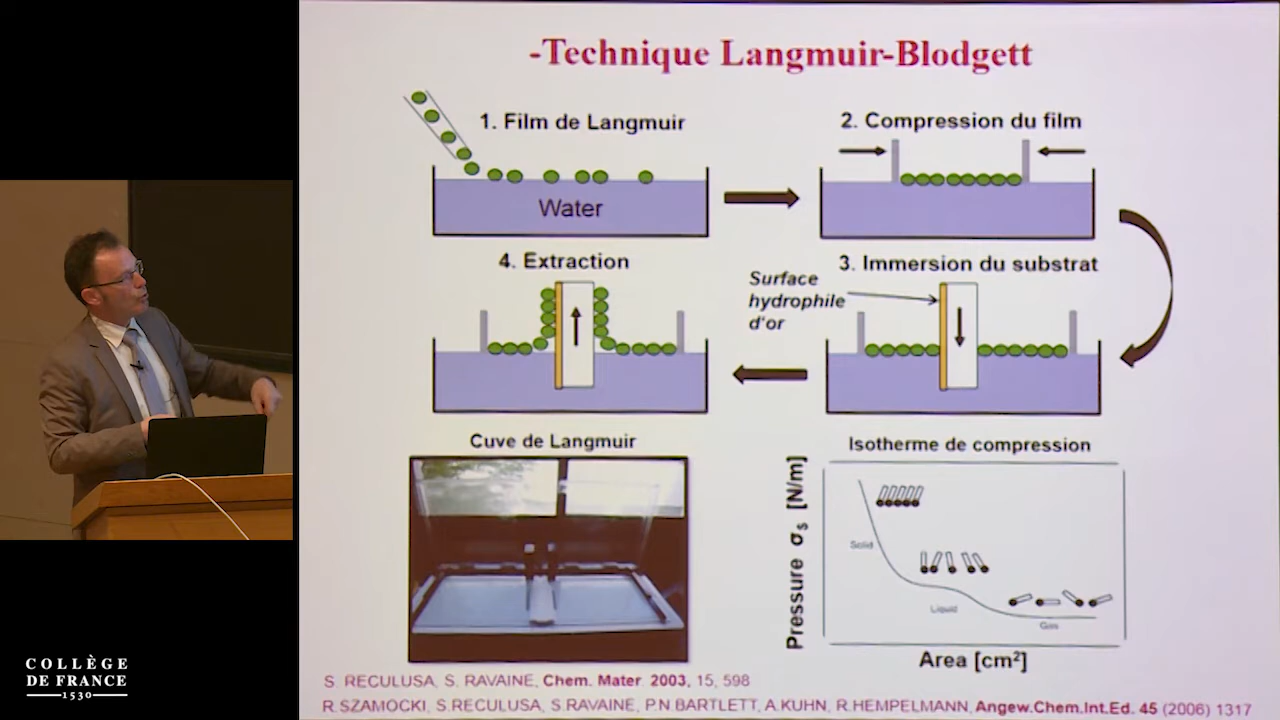 -Technique Langmuir-Blodgett
1. Film de Langmuir
2. Compression du film
Water
4. Extraction
3. Immersion du substrat
Surface
hydrophile
d'or
Cuve de Langmuir
Isotherme de compression
Pressure σs [N/m]
Solid
Liquid
Gas
Area [cm²]
S. RECULUSA, S. RAVAINE, Chem. Mater 2003, 15, 598
R.SZAMOCKI, S.RECULUSA, S.RAVAINE, P.N.BARTLETT, A.KUHN, R.HEMPELMANN, Angew.Chem.Int.Ed. 45 (2006) 1317
COLLÈGE
DE FRANCE
1530